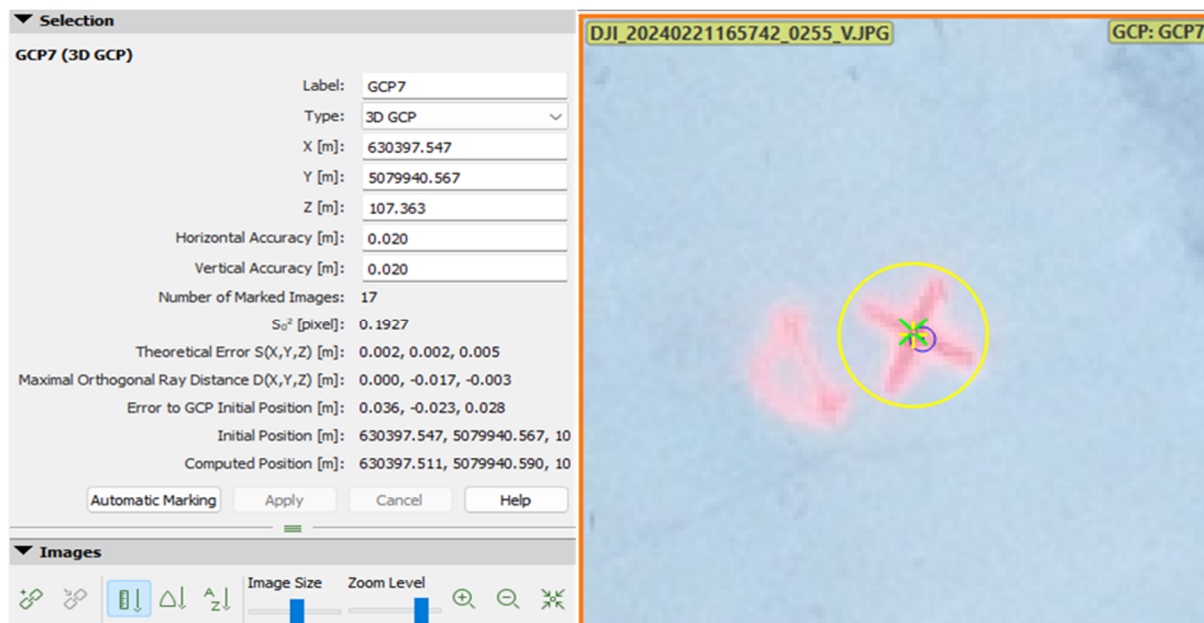 Selection
GCP7 (3D GCP)
Label: GCP7
Type: 3D GCP
X [m]: 630397.547
Y [m]: 5079940.567
Z [m]: 107.363
Horizontal Accuracy [m]: 0.020
Vertical Accuracy [m]: 0.020
Number of Marked Images: 17
S₀² [pixel]: 0.1927
Theoretical Error S(X,Y,Z) [m]: 0.002, 0.002, 0.005
Maximal Orthogonal Ray Distance D(X,Y,Z) [m]: 0.000, -0.017, -0.003
Error to GCP Initial Position [m]: 0.036, -0.023, 0.028
Initial Position [m]: 630397.547, 5079940.567, 10
Computed Position [m]: 630397.511, 5079940.590, 10
Automatic Marking Apply Cancel Help
Images
Image Size Zoom Level
A
Z
DJI_20240221165742_0255_V.JPG
GCP: GCP7